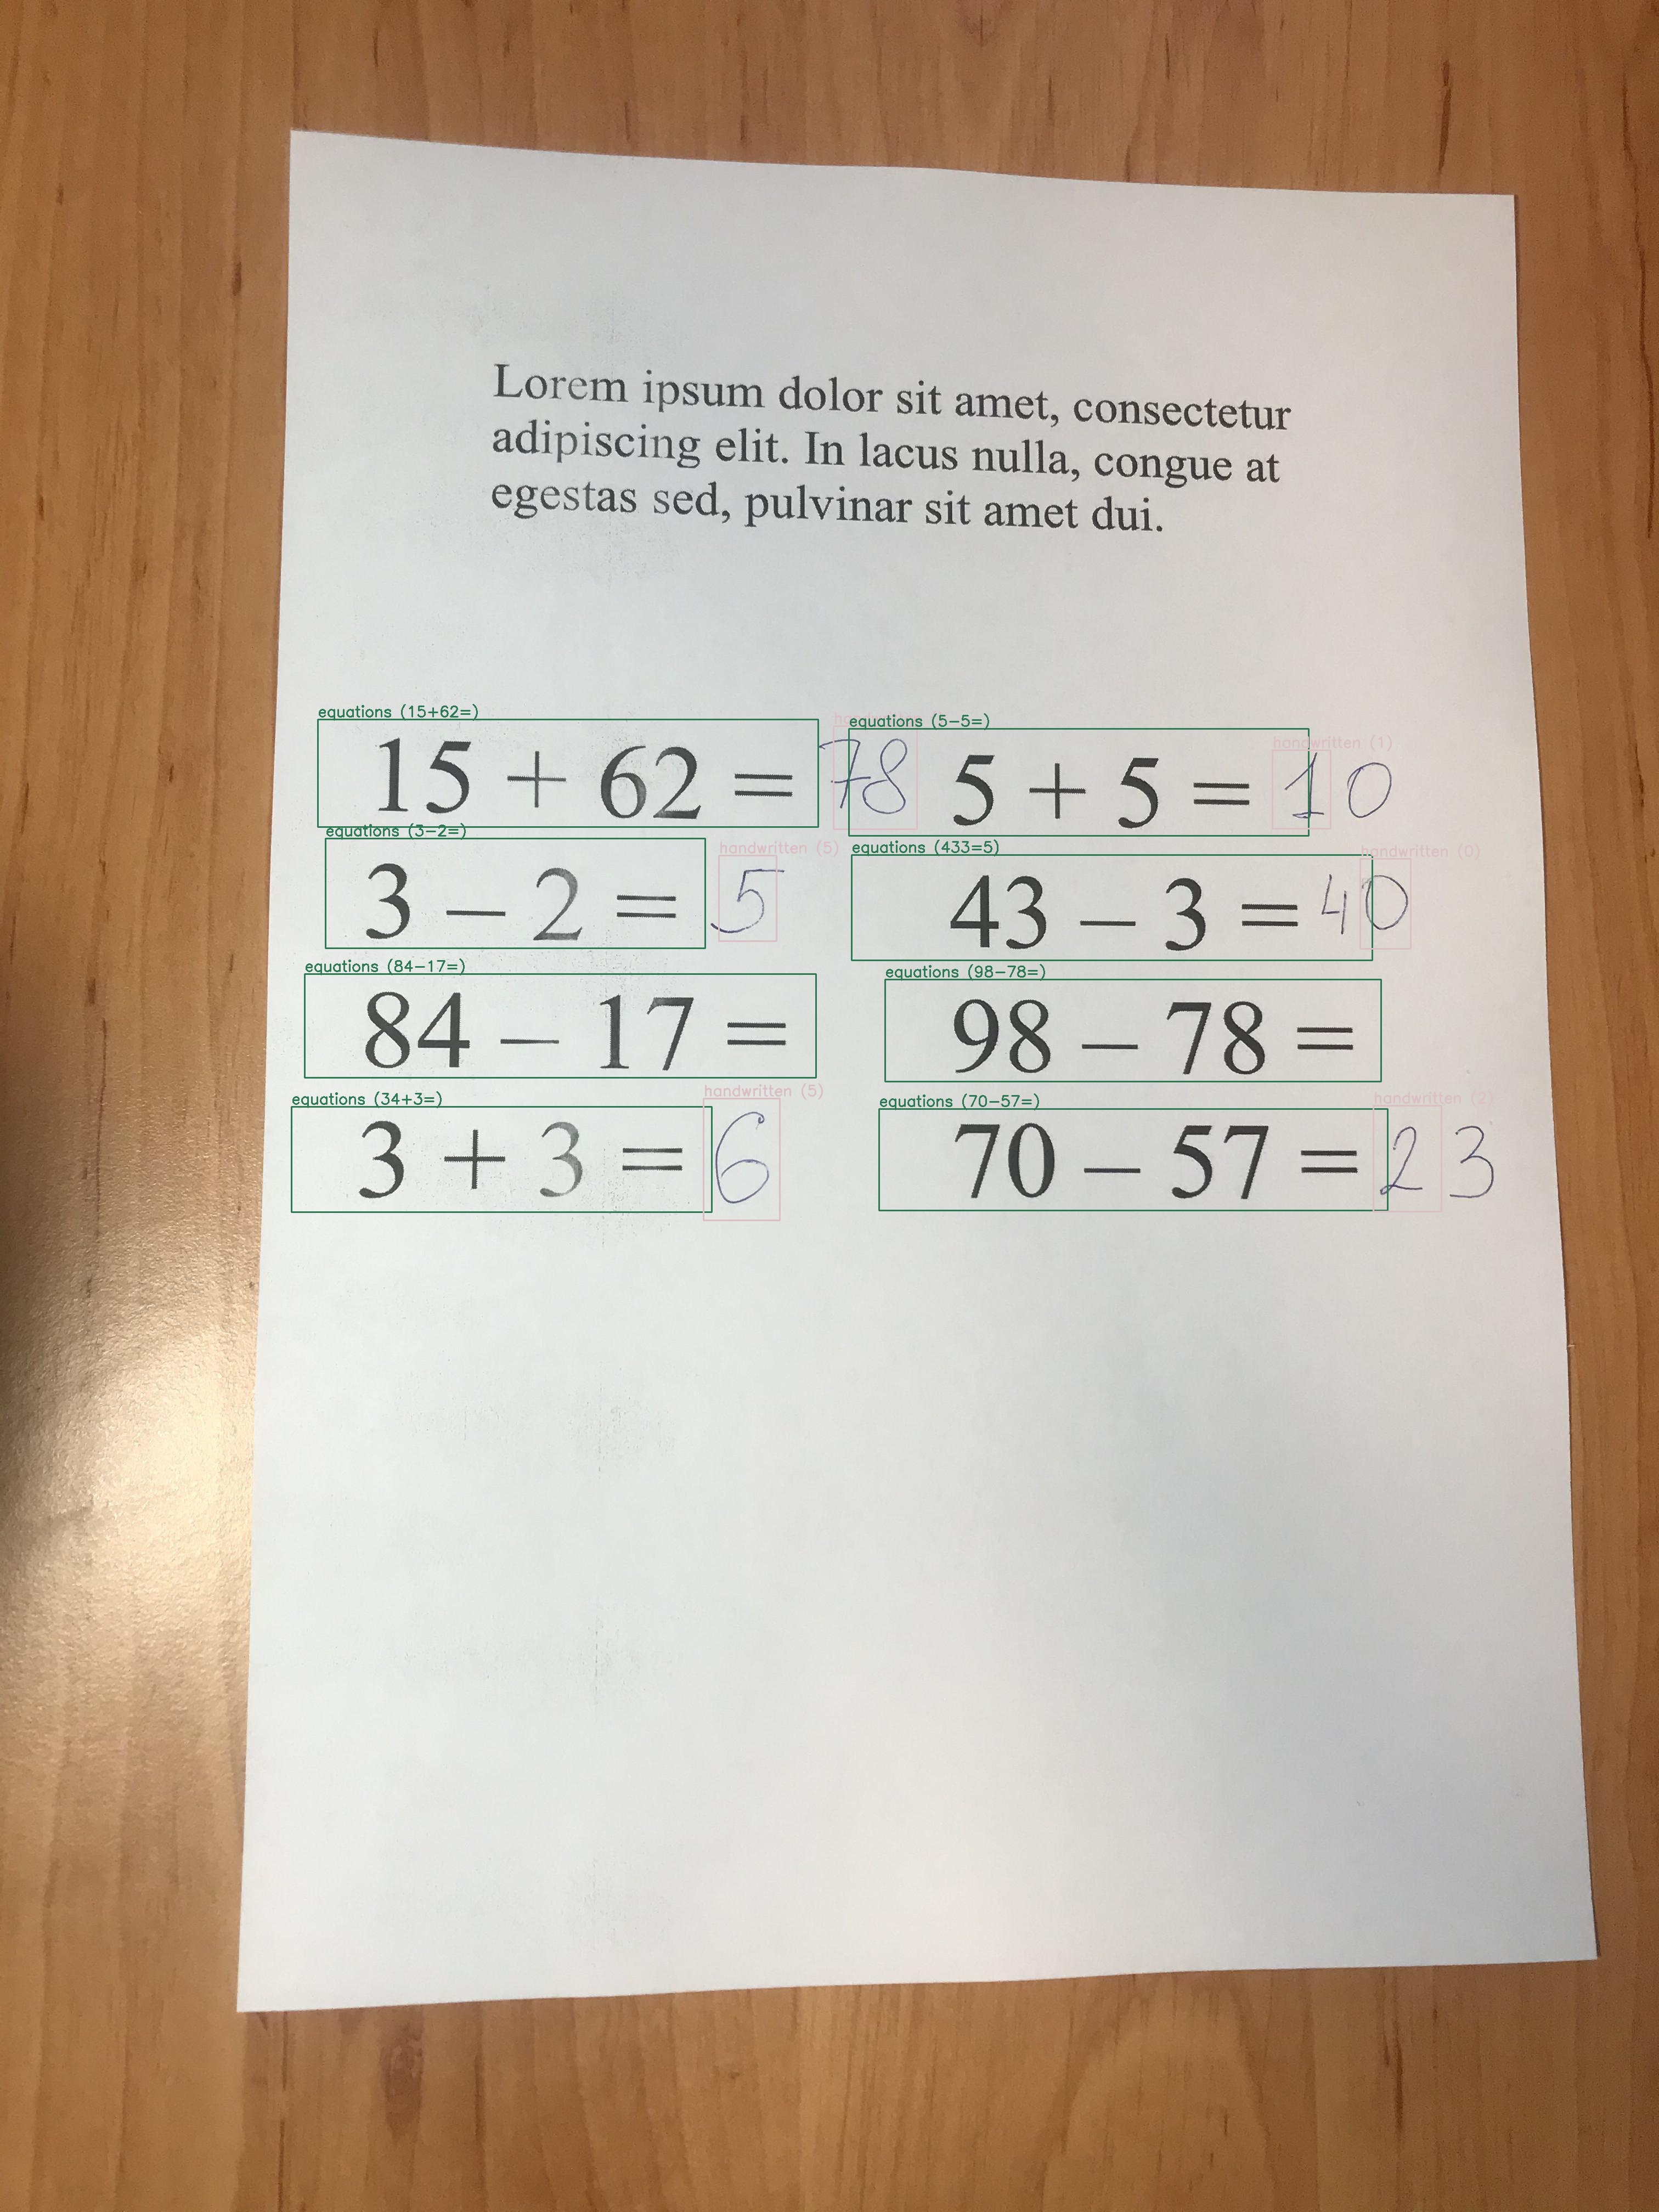 Lorem ipsum dolor sit amet, consectetur
adipiscing elit. In lacus nulla, congue at
egestas sed, pulvinar sit amet dui.
equations (15+62=)
equations (5-5=)
15 + 62 = 78
5 + 5 = 10
handwritten (1)
equations (3-2=)
handwritten (5)
equations (433=5)
handwritten (0)
3 – 2 = 5
43 – 3 = 40
equations (84-17=)
equations (98-78=)
84 – 17 =
98 – 78 =
equations (34+3=)
handwritten (5)
equations (70-57=)
handwritten (2)
3 + 3 = 6
70 – 57 = 23